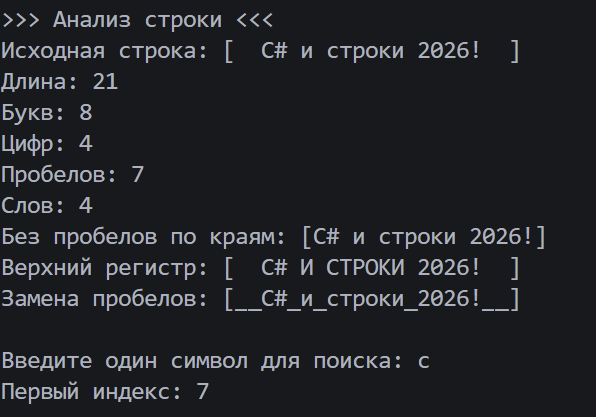 >>> Анализ строки <<<
Исходная строка: [  C# и строки 2026!  ]
Длина: 21
Букв: 8
Цифр: 4
Пробелов: 7
Слов: 4
Без пробелов по краям: [C# и строки 2026!]
Верхний регистр: [  C# И СТРОКИ 2026!  ]
Замена пробелов: [__C#_и_строки_2026!__]

Введите один символ для поиска: с
Первый индекс: 7